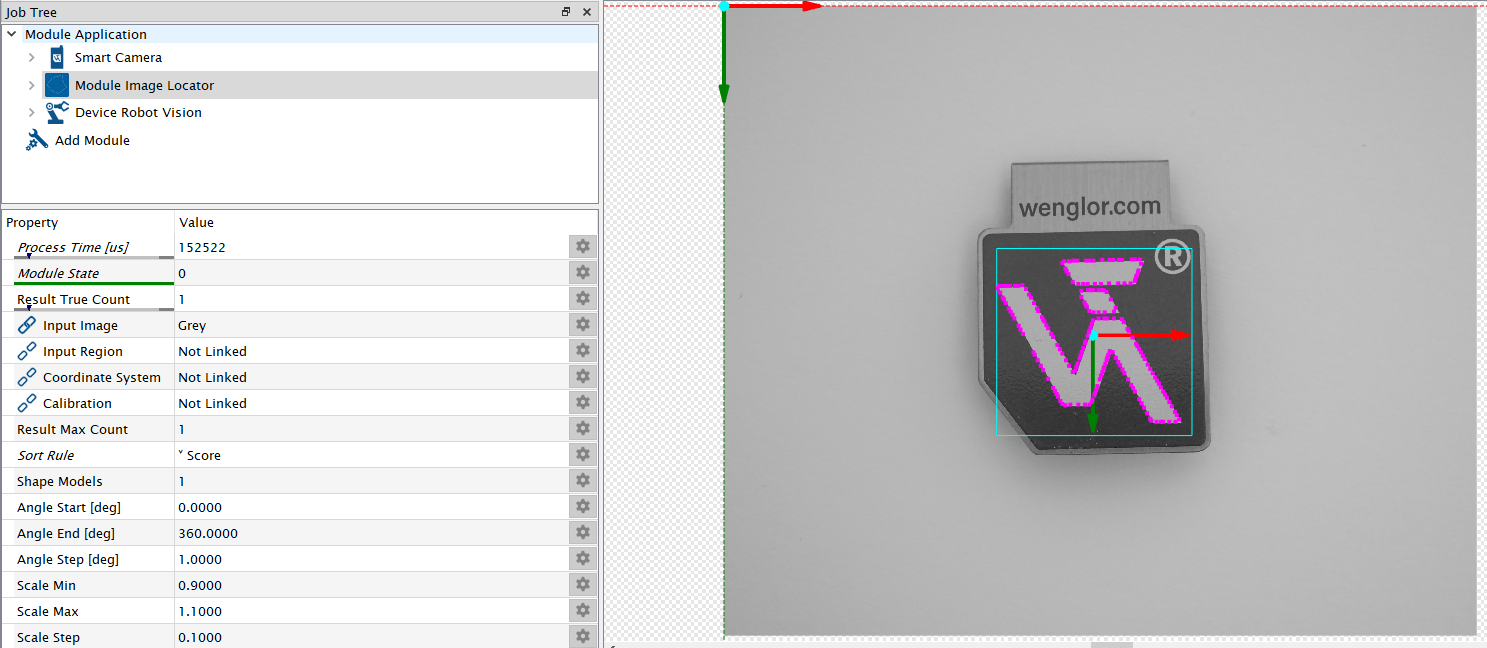 Job Tree
Module Application
Smart Camera
Module Image Locator
Device Robot Vision
Add Module
Property Value
Process Time [us] 152522
Module State 0
Result True Count 1
Input Image Grey
Input Region Not Linked
Coordinate System Not Linked
Calibration Not Linked
Result Max Count 1
Sort Rule ˅ Score
Shape Models 1
Angle Start [deg] 0.0000
Angle End [deg] 360.0000
Angle Step [deg] 1.0000
Scale Min 0.9000
Scale Max 1.1000
Scale Step 0.1000
wenglor.com
®